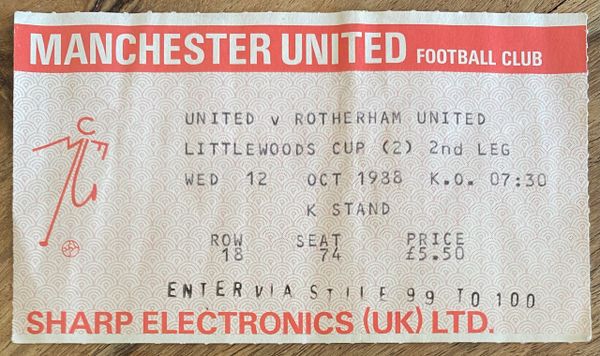 MANCHESTER UNITED FOOTBALL CLUB
UNITED v ROTHERHAM UNITED
LITTLEWOODS CUP (2) 2nd LEG
WED 12 OCT 1988 K.O. 07:30
K STAND
ROW SEAT PRICE
18 74 £5.50
ENTER VIA STILE 99 TO 100
SHARP ELECTRONICS (UK) LTD.